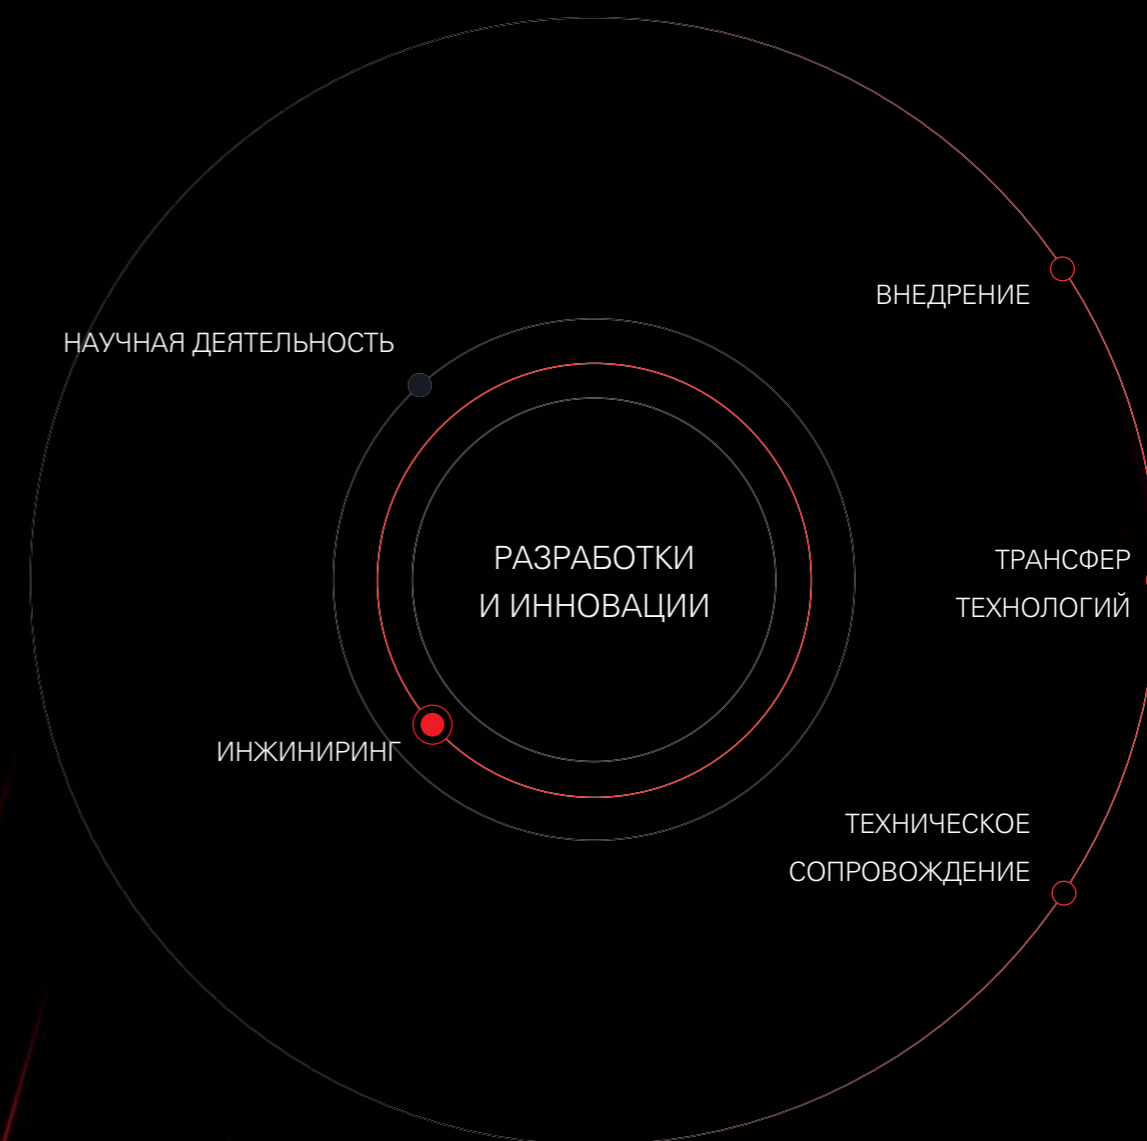 ВНЕДРЕНИЕ
НАУЧНАЯ ДЕЯТЕЛЬНОСТЬ
РАЗРАБОТКИ
И ИННОВАЦИИ
ТРАНСФЕР
ТЕХНОЛОГИЙ
ИНЖИНИРИНГ
ТЕХНИЧЕСКОЕ
СОПРОВОЖДЕНИЕ